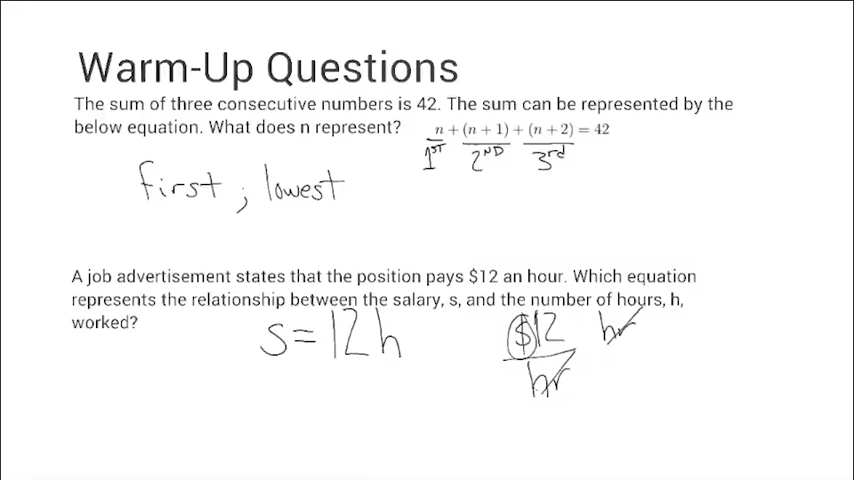 Warm-Up Questions
The sum of three consecutive numbers is 42. The sum can be represented by the
below equation. What does n represent? n + (n + 1) + (n + 2) = 42
1ST 2ND 3rd
first ; lowest
A job advertisement states that the position pays $12 an hour. Which equation
represents the relationship between the salary, s, and the number of hours, h,
worked?
s = 12h $12 hr
hr